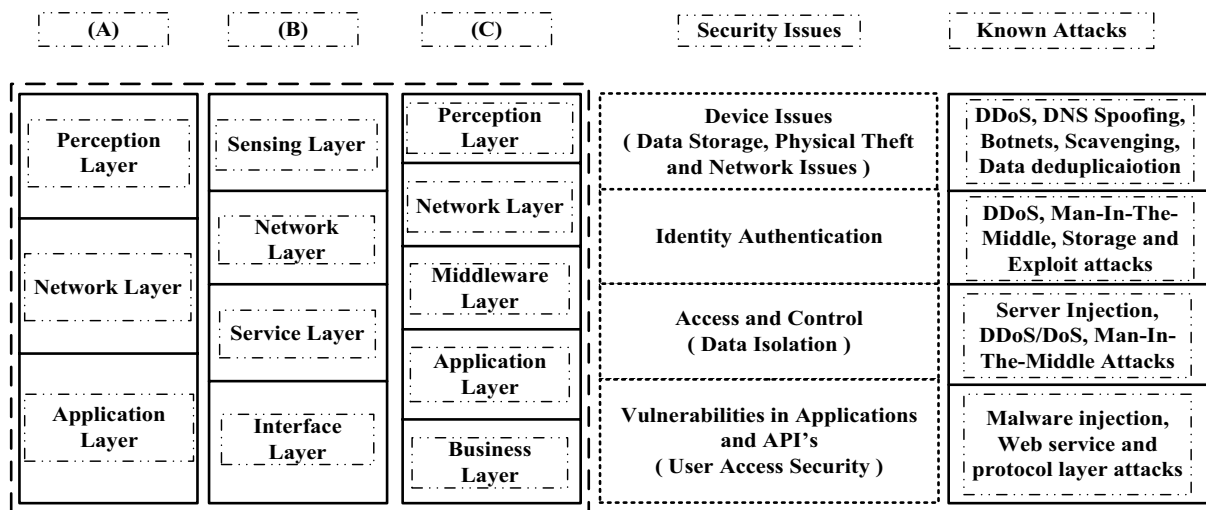 (A)
(B)
(C)
Security Issues
Known Attacks
Perception
Layer
Network Layer
Application
Layer
Sensing Layer
Network
Layer
Service Layer
Interface
Layer
Perception
Layer
Network Layer
Middleware
Layer
Application
Layer
Business
Layer
Device Issues
( Data Storage, Physical Theft
and Network Issues )
Identity Authentication
Access and Control
( Data Isolation )
Vulnerabilities in Applications
and API’s
( User Access Security )
DDoS, DNS Spoofing,
Botnets, Scavenging,
Data deduplicaiotion
DDoS, Man-In-The-
Middle, Storage and
Exploit attacks
Server Injection,
DDoS/DoS, Man-In-
The-Middle Attacks
Malware injection,
Web service and
protocol layer attacks